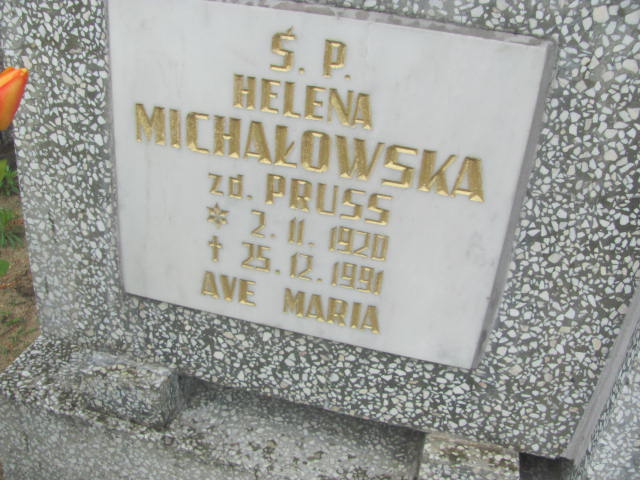 Ś. P.
HELENA
MICHAŁOWSKA
zd. PRUSS
* 2. 11. 1920
† 25. 12. 1991
AVE MARIA